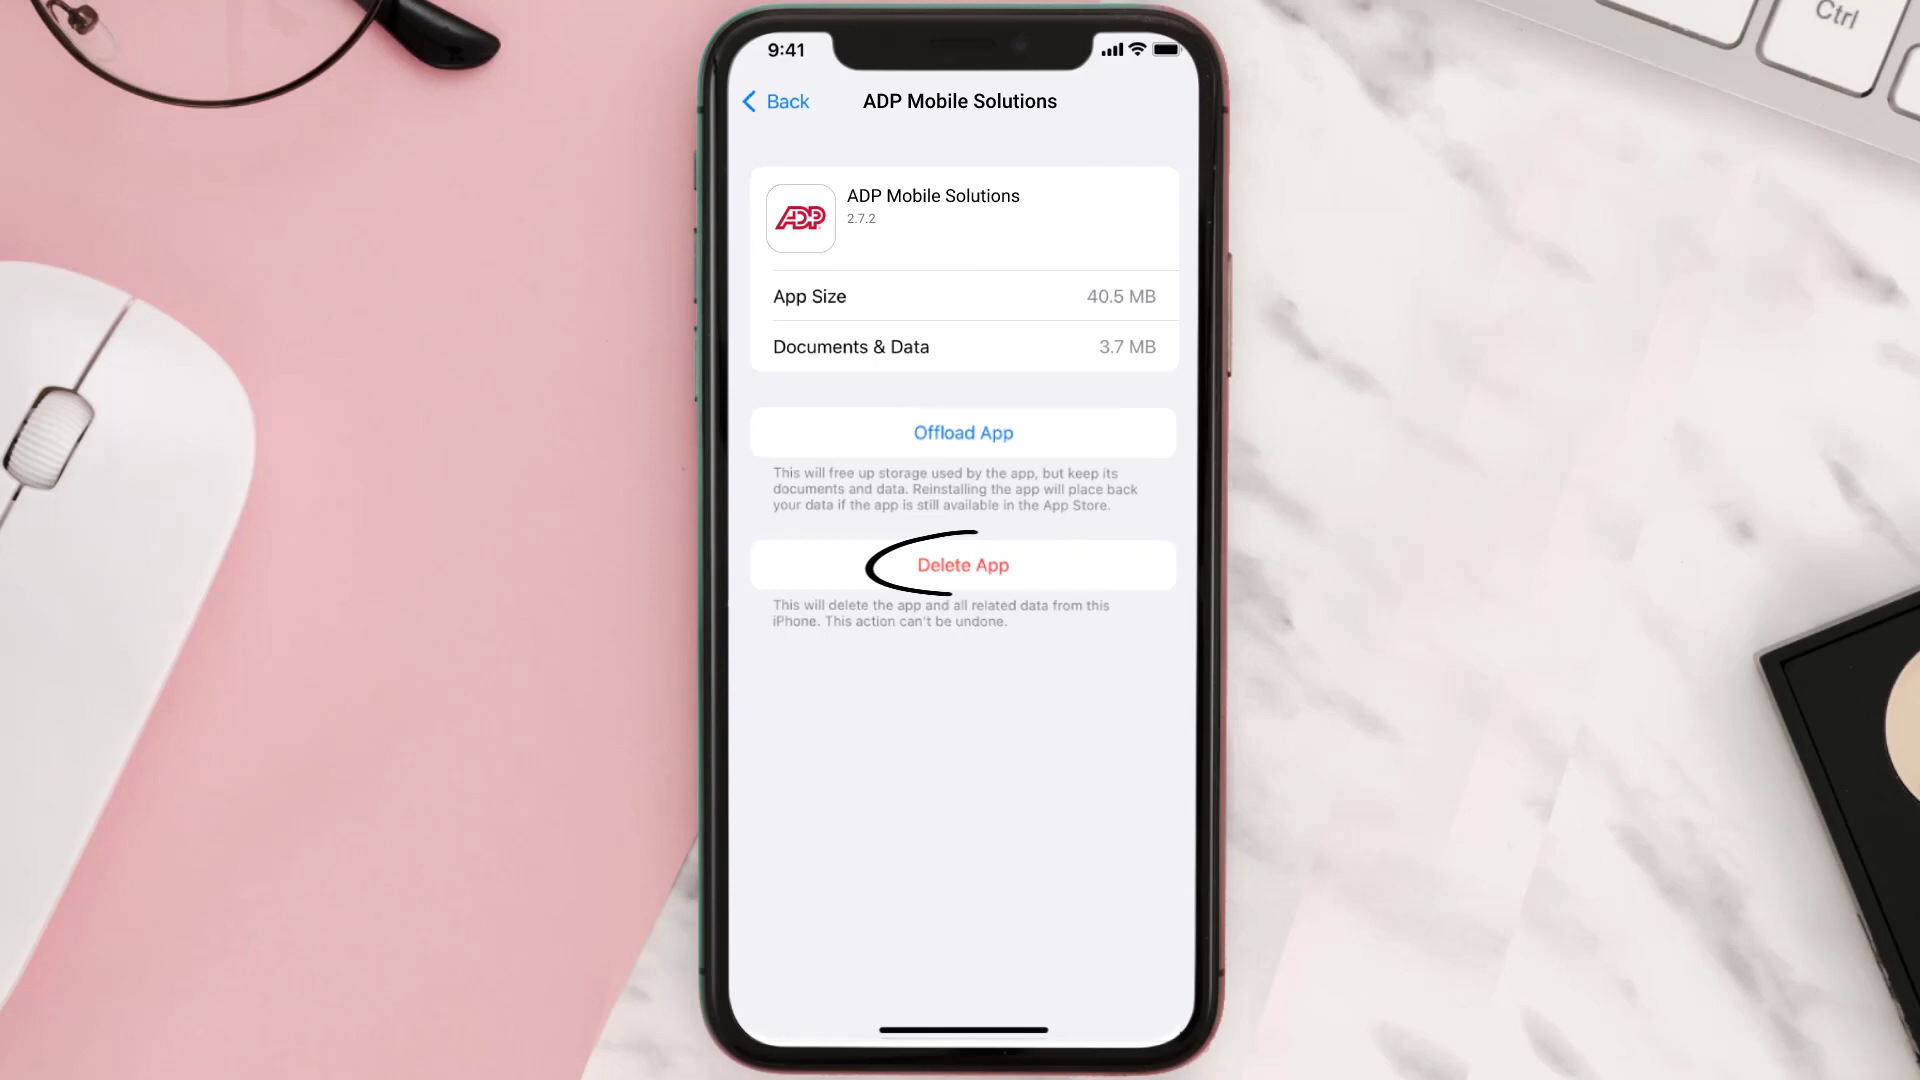 Ctrl
9:41
Back
ADP Mobile Solutions
ADP
ADP Mobile Solutions
2.7.2
App Size 40.5 MB
Documents & Data 3.7 MB
Offload App
This will free up storage used by the app, but keep its
documents and data. Reinstalling the app will place back
your data if the app is still available in the App Store.
Delete App
This will delete the app and all related data from this
iPhone. This action can't be undone.